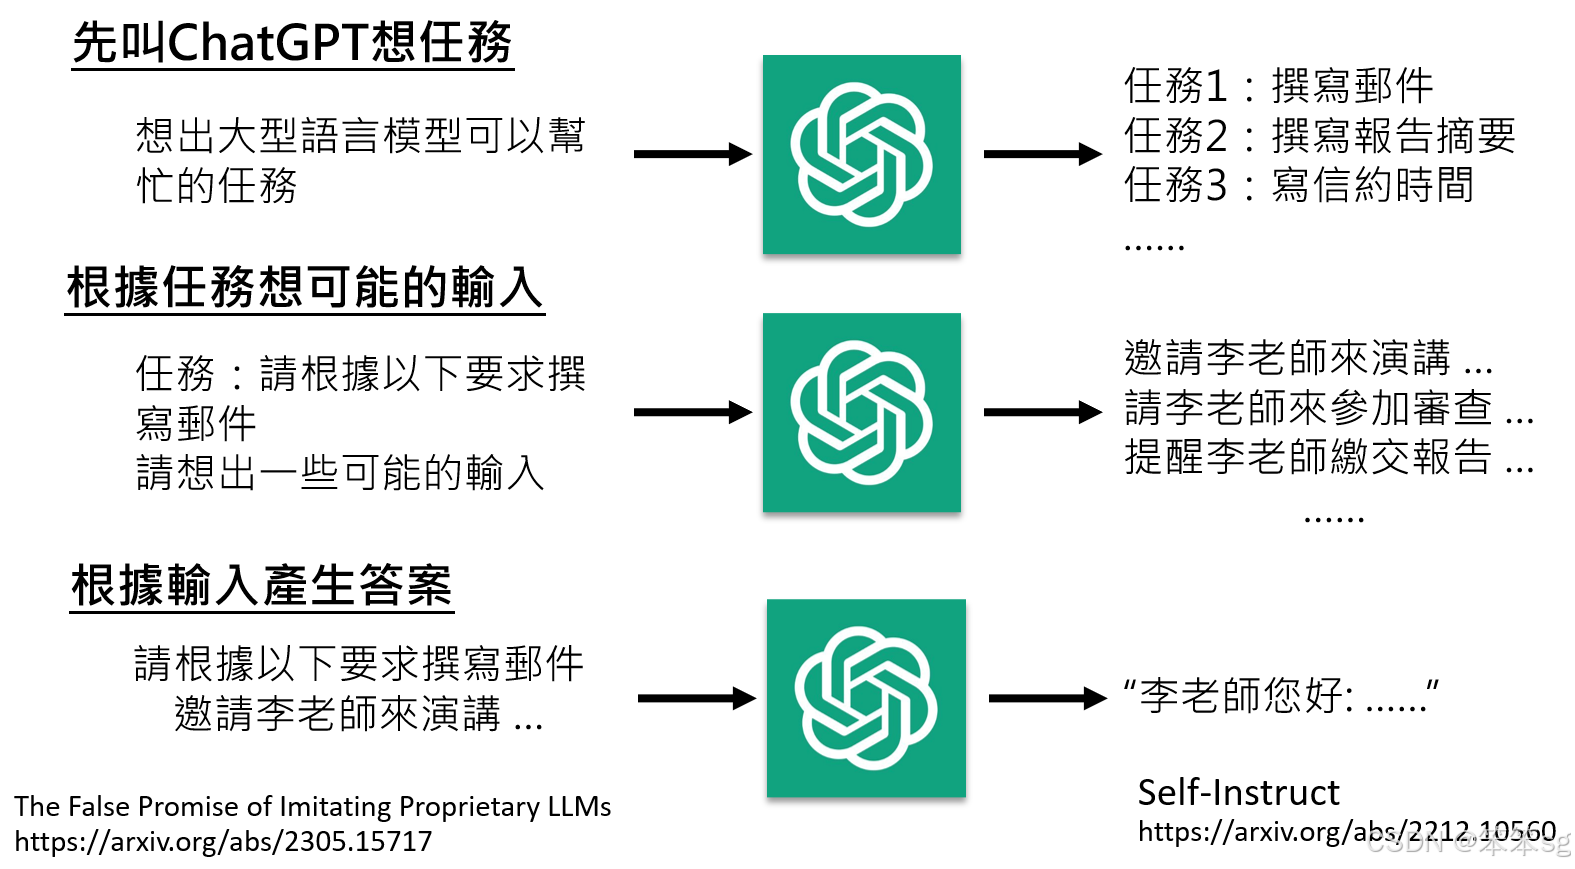 先叫ChatGPT想任務
想出大型語言模型可以幫
忙的任務
任務1：撰寫郵件
任務2：撰寫報告摘要
任務3：寫信約時間
……
根據任務想可能的輸入
任務：請根據以下要求撰
寫郵件
請想出一些可能的輸入
邀請李老師來演講 ...
請李老師來參加審查 ...
提醒李老師繳交報告 ...
……
根據輸入產生答案
請根據以下要求撰寫郵件
邀請李老師來演講 ...
“李老師您好: ……”
The False Promise of Imitating Proprietary LLMs
https://arxiv.org/abs/2305.15717
Self-Instruct
https://arxiv.org/abs/2212.10560
CSDN @笨笨sg